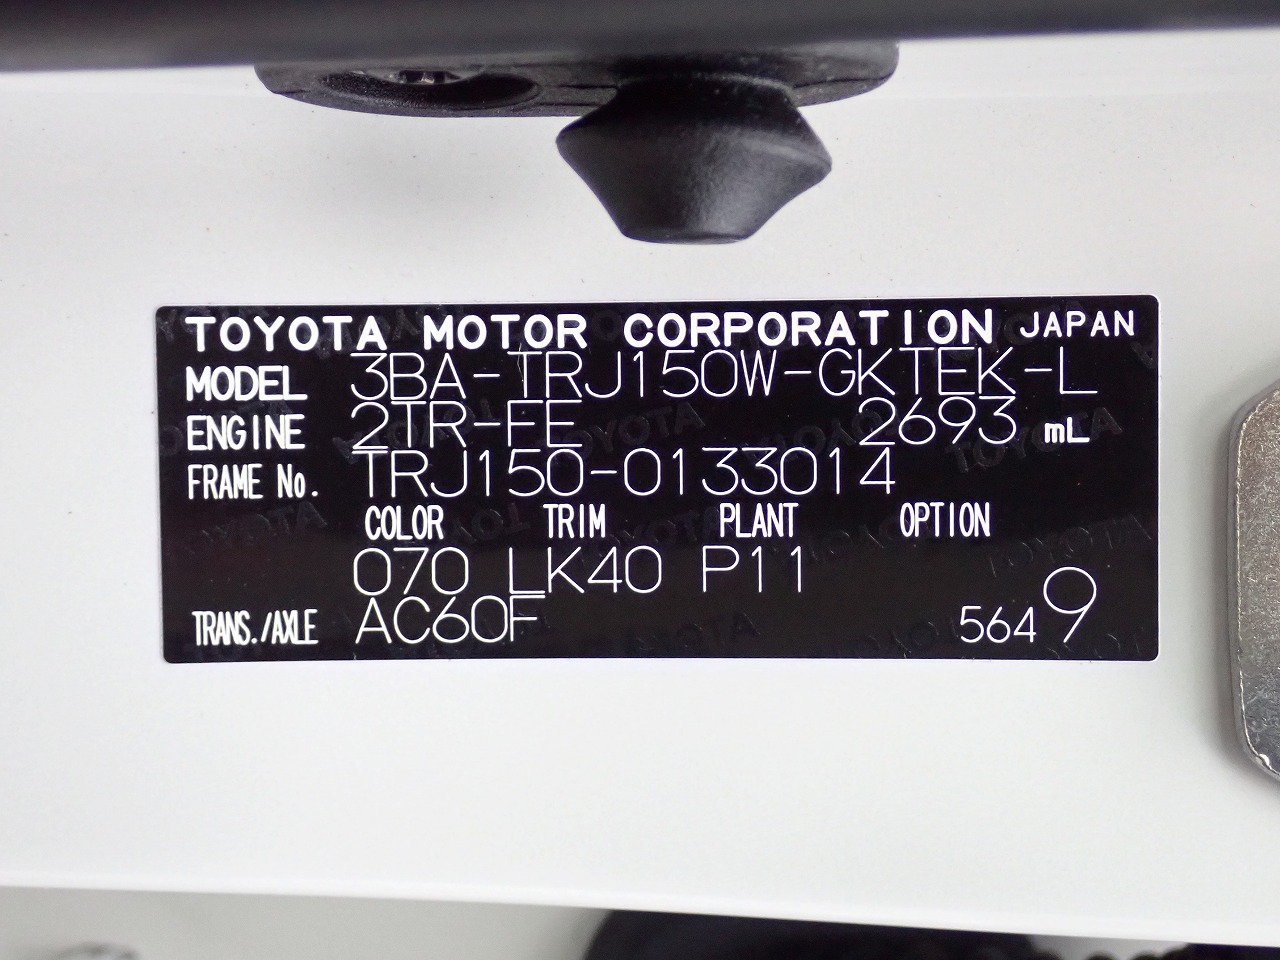 TOYOTA MOTOR CORPORATION JAPAN
MODEL 3BA-TRJ150W-GKTEK-L
ENGINE 2TR-FE 2693 mL
FRAME No. TRJ150-0133014
COLOR TRIM PLANT OPTION
070 LK40 P11
TRANS./AXLE AC60F 5649